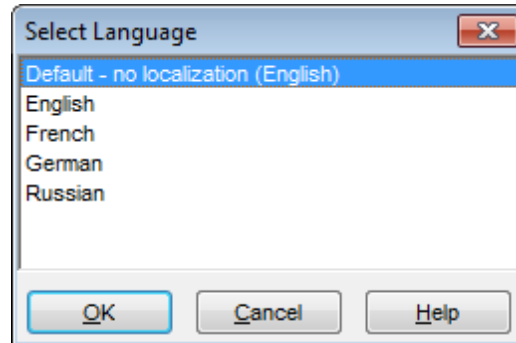 Select Language
Default - no localization (English)
English
French
German
Russian
OK Cancel Help